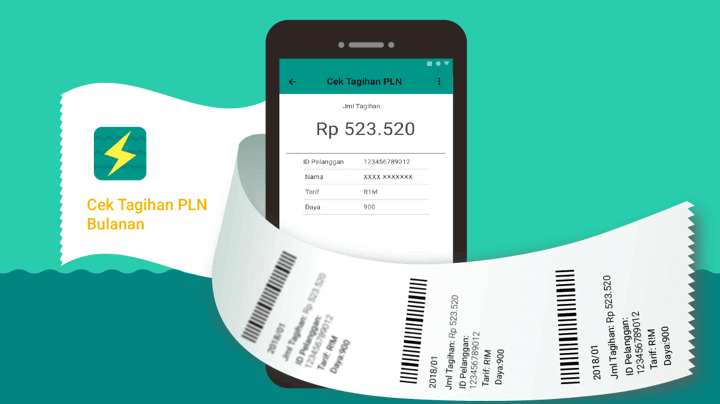 Cek Tagihan PLN
Jml Tagihan
Rp 523.520
ID Pelanggan 123456789012
Nama XXXX XXXXXXX
Tarif R1M
Daya 900
Cek Tagihan PLN
Bulanan
2018/01
Jml Tagihan: Rp 523.520
ID Pelanggan:
123456789012
Tarif: RIM
Daya:900
2018/01
Jml Tagihan: Rp 523.520
ID Pelanggan:
123456789012
Tarif: RIM
Daya:900
2018/01
Jml Tagihan: Rp 523.520
ID Pelanggan:
123456789012
Tarif: RIM
Daya:900